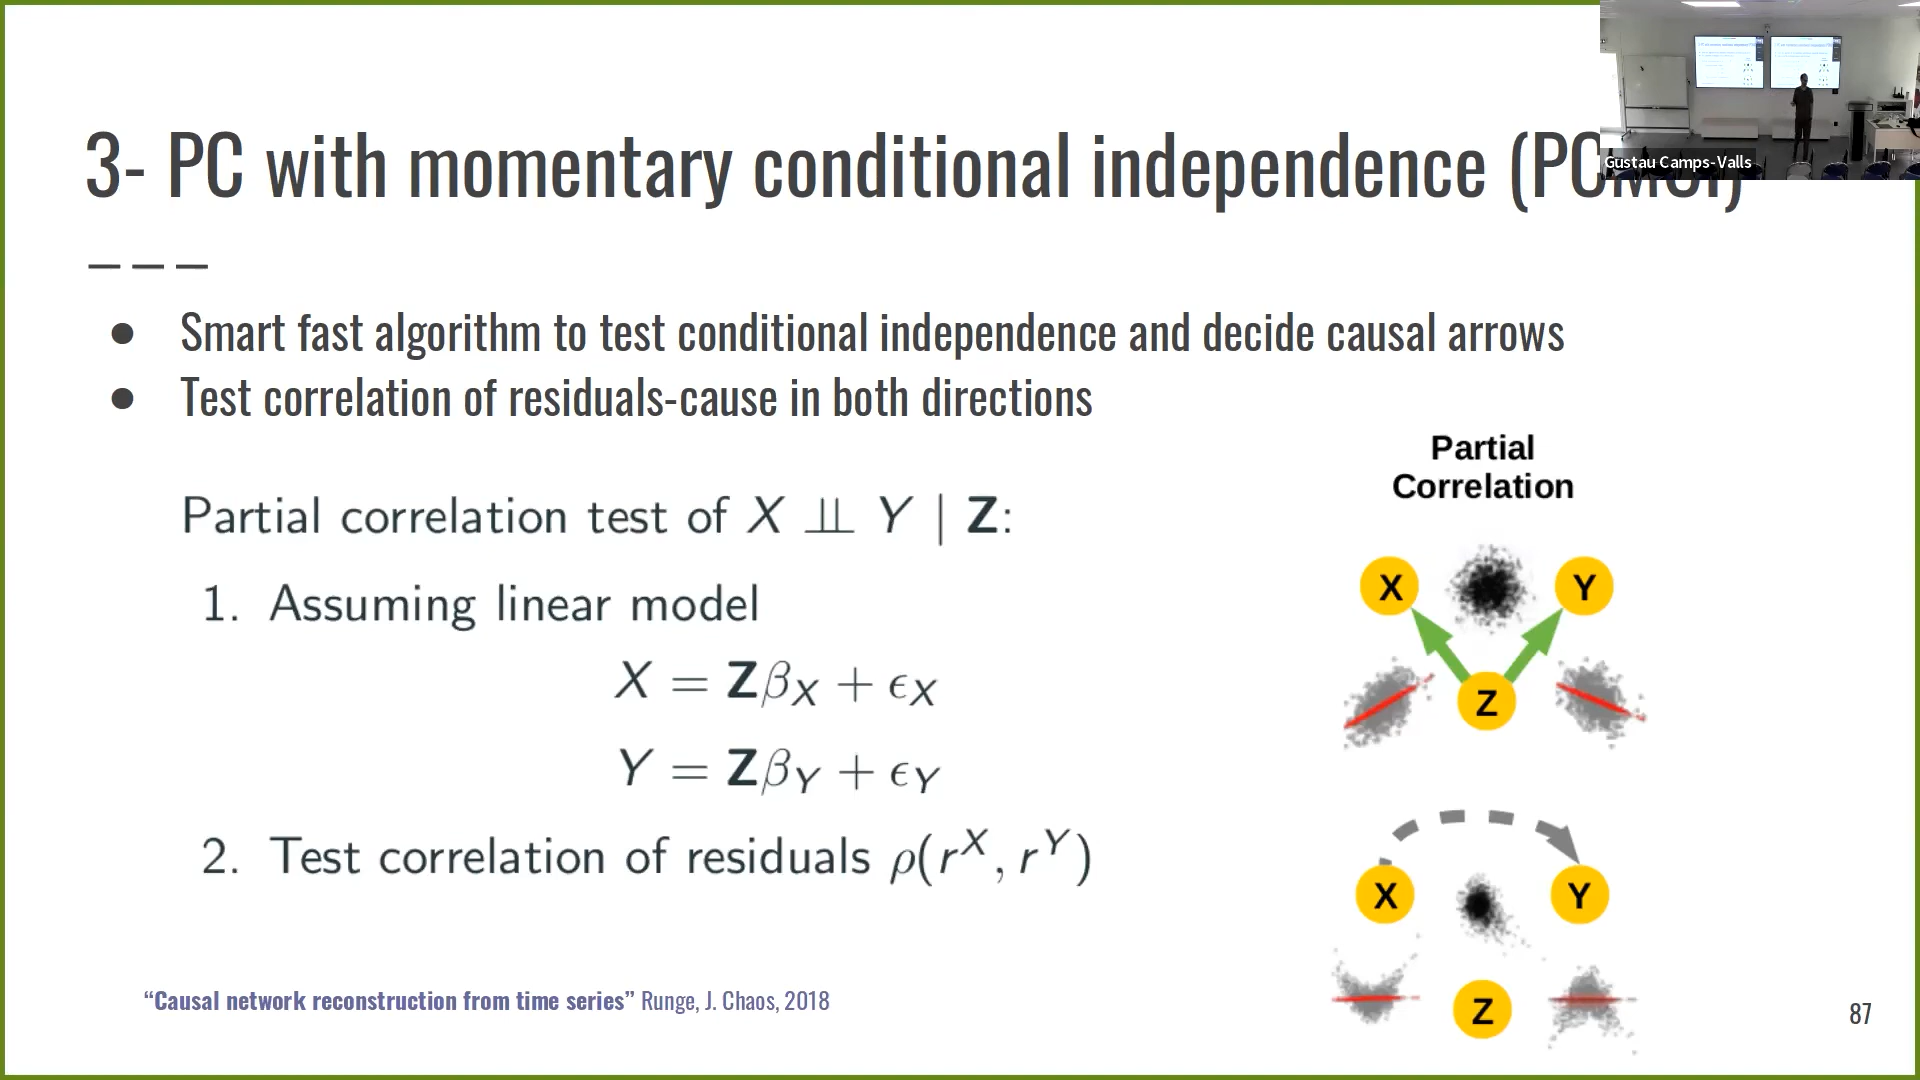 3- PC with momentary conditional independence (PCMCI)
Gustau Camps-Valls
● Smart fast algorithm to test conditional independence and decide causal arrows
● Test correlation of residuals-cause in both directions
Partial correlation test of X ⫫ Y | Z:
1. Assuming linear model
X = Zβ_X + ϵ_X
Y = Zβ_Y + ϵ_Y
2. Test correlation of residuals ρ(r^X, r^Y)
Partial
Correlation
X Y
Z
X Y
Z
“Causal network reconstruction from time series” Runge, J. Chaos, 2018
87